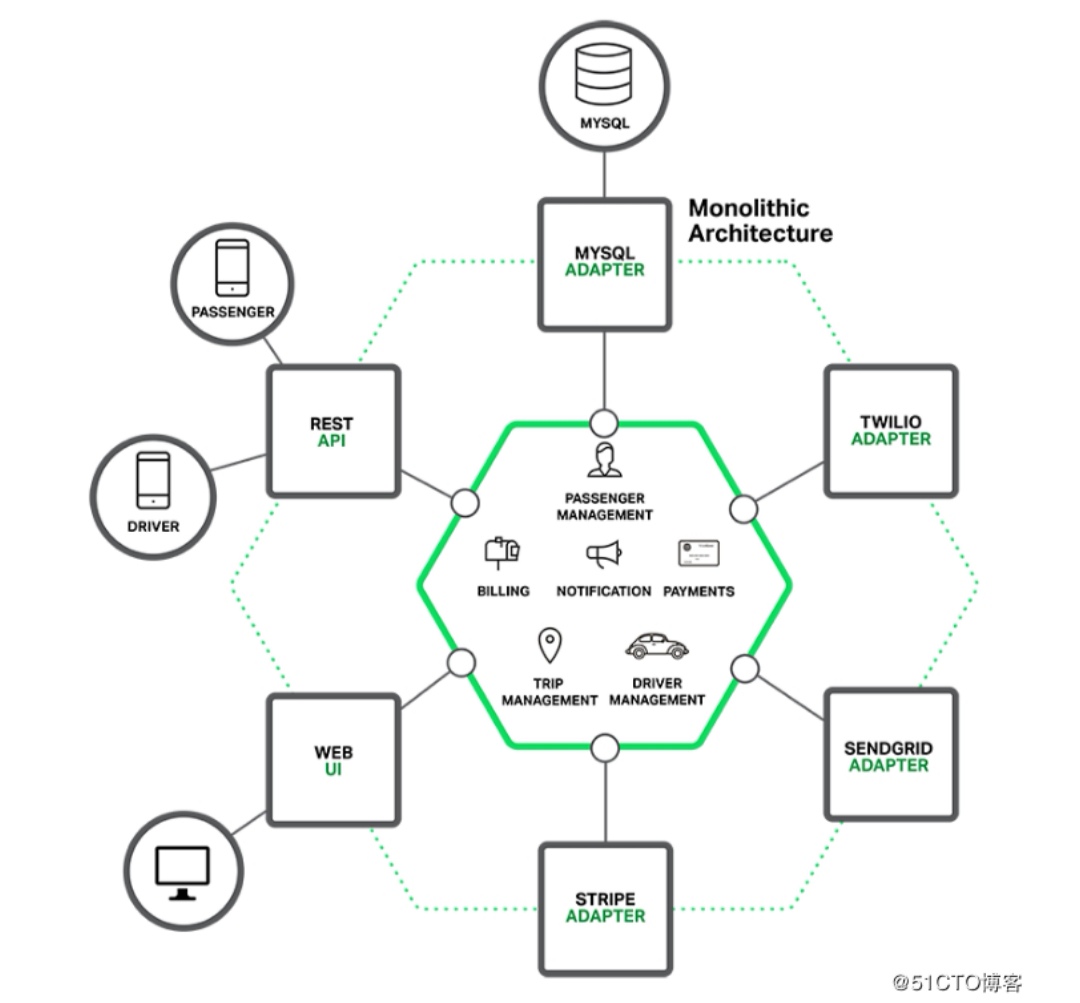 MYSQL
Monolithic
Architecture
MYSQL
ADAPTER
PASSENGER
REST
API
TWILIO
ADAPTER
DRIVER
PASSENGER
MANAGEMENT
BILLING
NOTIFICATION
PAYMENTS
TRIP
MANAGEMENT
DRIVER
MANAGEMENT
WEB
UI
SENDGRID
ADAPTER
STRIPE
ADAPTER
@51CTO博客